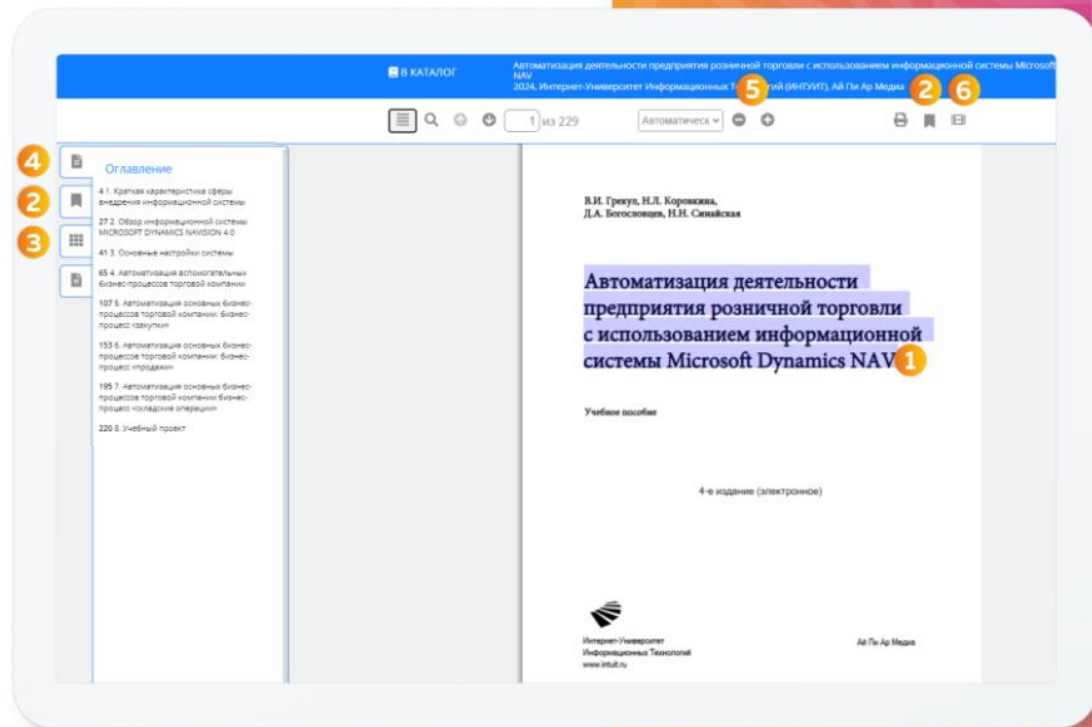 В КАТАЛОГ
Автоматизация деятельности предприятия розничной торговли с использованием информационной системы Microsoft
NAV
2024, Интернет-Университет Информационных Т гий (ИНТУИТ), Ай Пи Ар Медиа
5
2
6
1 из 229
Автоматическ
4
2
3
Оглавление
4 1. Краткая характеристика сферы
внедрения информационной системы
27 2. Обзор информационной системы
MICROSOFT DYNAMICS NAVISION 4.0
41 3. Основные настройки системы
65 4. Автоматизация вспомогательных
бизнес-процессов торговой компании
107 5. Автоматизация основных бизнес-
процессов торговой компании: бизнес-
процесс «закупки»
153 6. Автоматизация основных бизнес-
процессов торговой компании: бизнес-
процесс «продажи»
195 7. Автоматизация основных бизнес-
процессов торговой компании:бизнес-
процесс «складские операции»
220 8. Учебный проект
В.И. Грекул, Н.Л. Коровкина,
Д.А. Богословцев, Н.Н. Синайская
Автоматизация деятельности
предприятия розничной торговли
с использованием информационной
системы Microsoft Dynamics NAV
1
Учебное пособие
4-е издание (электронное)
Интернет-Университет
Информационных Технологий
www.intuit.ru
Ай Пи Ар Медиа